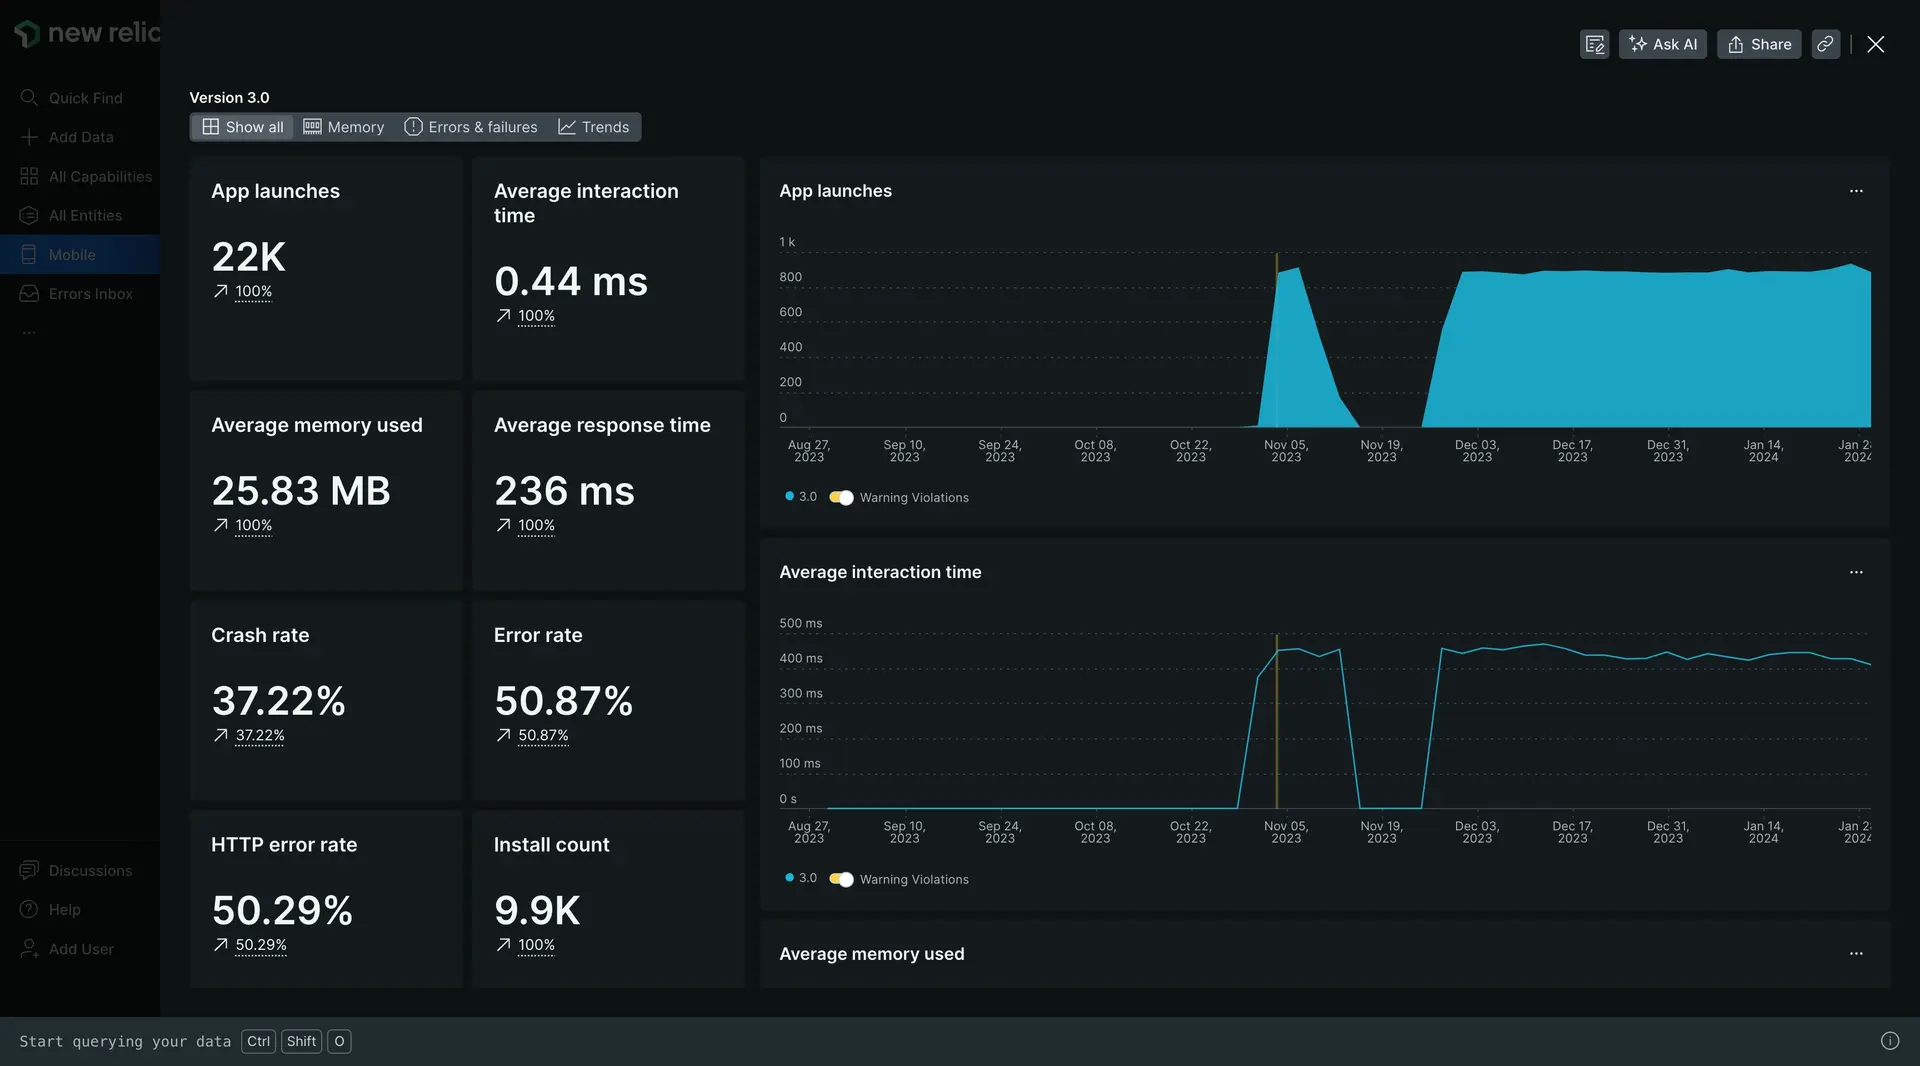 new relic
Quick Find
Add Data
All Capabilities
All Entities
Mobile
Errors Inbox
...
Discussions
Help
Add User
Ask AI
Share
Version 3.0
Show all
Memory
Errors & failures
Trends
App launches
22K
100%
Average interaction
time
0.44 ms
100%
Average memory used
25.83 MB
100%
Average response time
236 ms
100%
Crash rate
37.22%
37.22%
Error rate
50.87%
50.87%
HTTP error rate
50.29%
50.29%
Install count
9.9K
100%
App launches
...
1 k
800
600
400
200
0
Aug 27, 2023
Sep 10, 2023
Sep 24, 2023
Oct 08, 2023
Oct 22, 2023
Nov 05, 2023
Nov 19, 2023
Dec 03, 2023
Dec 17, 2023
Dec 31, 2023
Jan 14, 2024
Jan 2
2024
3.0
Warning Violations
Average interaction time
...
500 ms
400 ms
300 ms
200 ms
100 ms
0 s
Aug 27, 2023
Sep 10, 2023
Sep 24, 2023
Oct 08, 2023
Oct 22, 2023
Nov 05, 2023
Nov 19, 2023
Dec 03, 2023
Dec 17, 2023
Dec 31, 2023
Jan 14, 2024
Jan 2
2024
3.0
Warning Violations
Average memory used
...
Start querying your data Ctrl Shift O